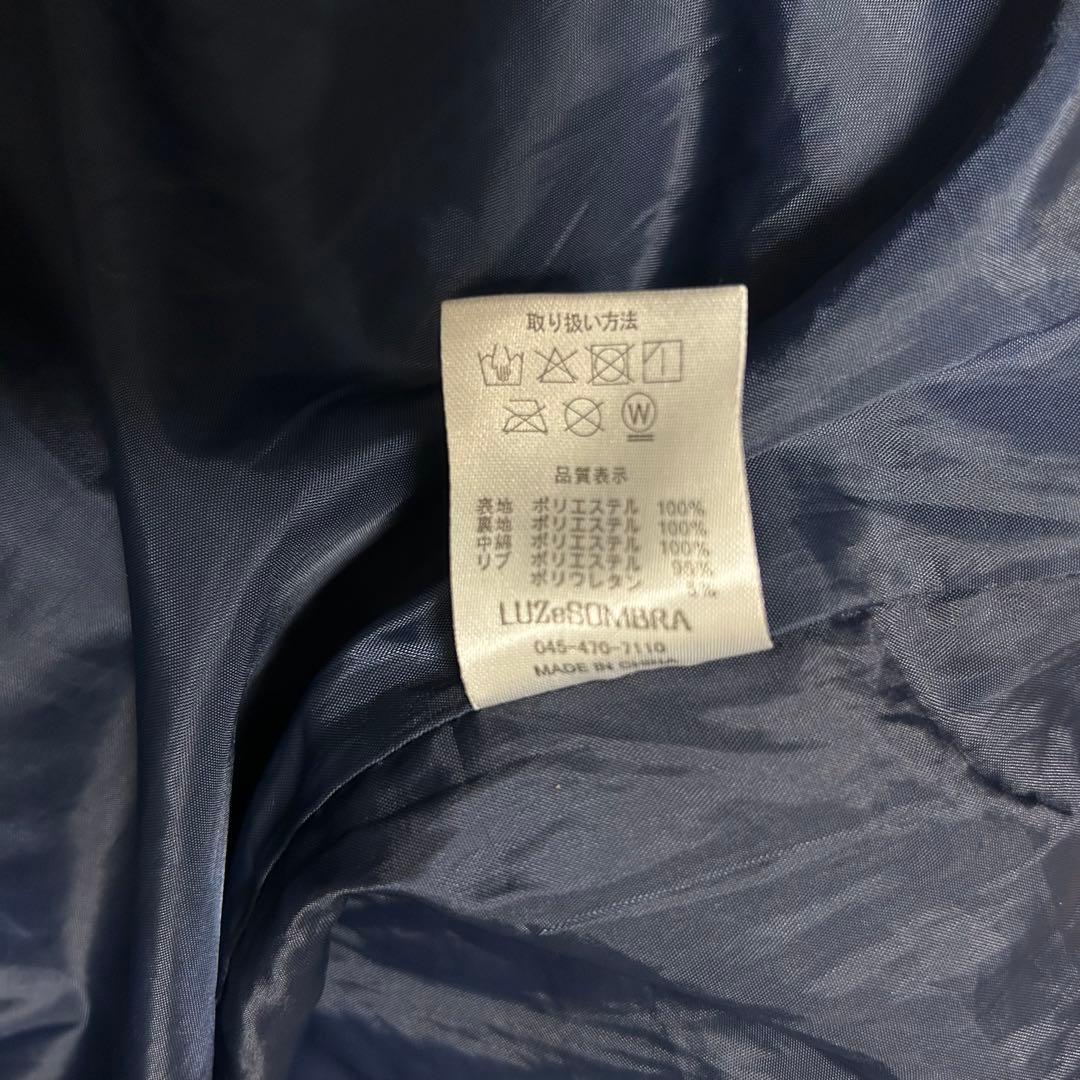 取り扱い方法
W
品質表示
表地 ポリエステル 100%
裏地 ポリエステル 100%
中綿 ポリエステル 100%
リブ ポリエステル 95%
ポリウレタン 5%
LUZeSOMBRA
045-470-7110
MADE IN CHINA